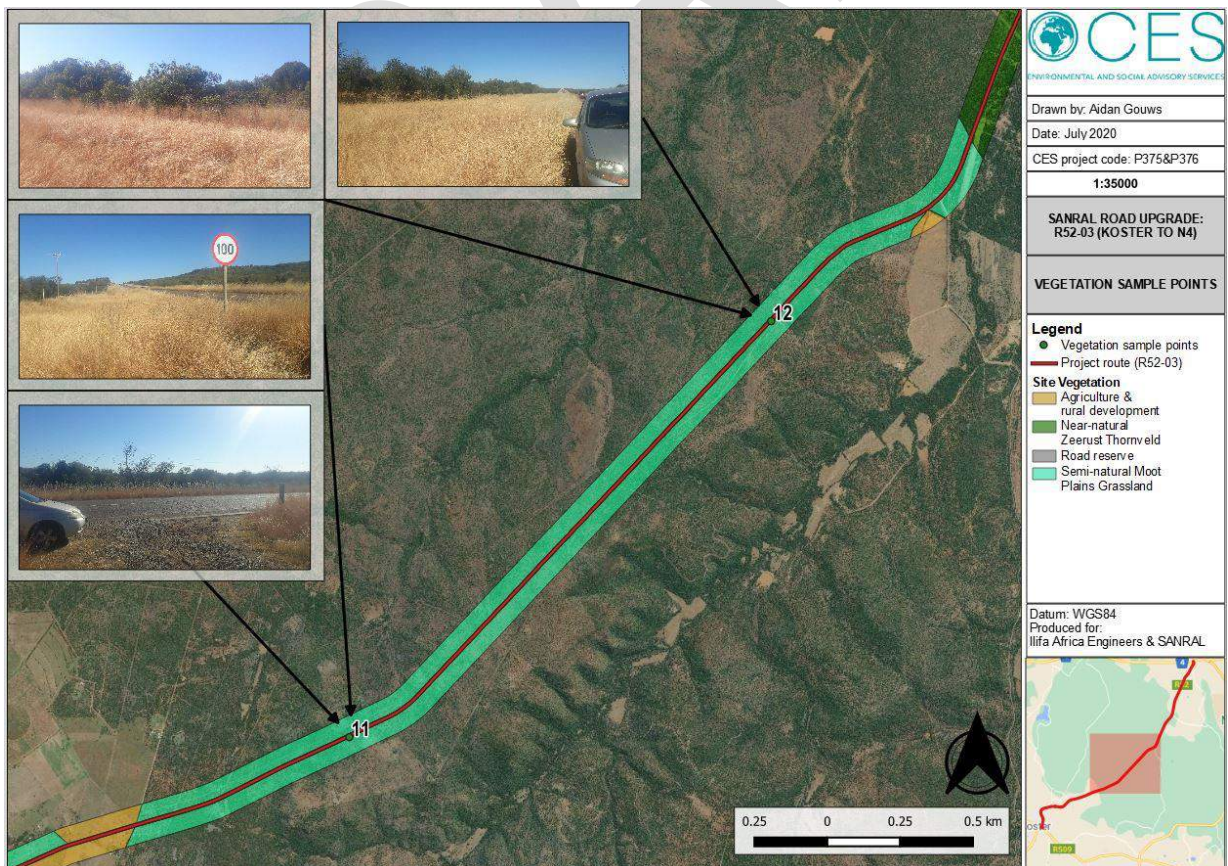 100
12
11
0.25 0 0.25 0.5 km
CES
ENVIRONMENTAL AND SOCIAL ADVISORY SERVICES
Drawn by: Aidan Gouws
Date: July 2020
CES project code: P375&P376
1:35000
SANRAL ROAD UPGRADE:
R52-03 (KOSTER TO N4)
VEGETATION SAMPLE POINTS
Legend
Vegetation sample points
Project route (R52-03)
Site Vegetation
Agriculture &
rural development
Near-natural
Zeerust Thornveld
Road reserve
Semi-natural Moot
Plains Grassland
Datum: WGS84
Produced for:
Ilifa Africa Engineers & SANRAL
4
oster
R509